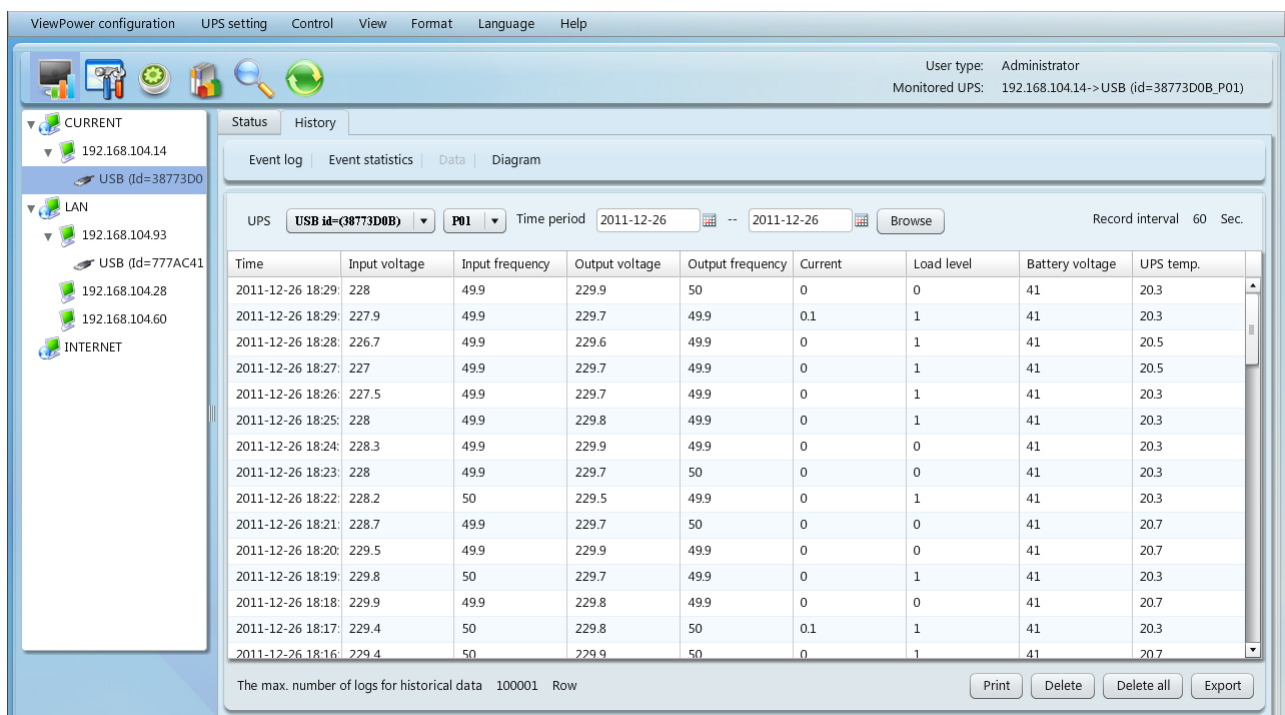 ViewPower configuration UPS setting Control View Format Language Help
User type: Administrator
Monitored UPS: 192.168.104.14->USB (id=38773D0B_P01)
CURRENT
192.168.104.14
USB (Id=38773D0
LAN
192.168.104.93
USB (Id=777AC41
192.168.104.28
192.168.104.60
INTERNET
Status History
Event log Event statistics Data Diagram
UPS USB id=(38773D0B) P01 Time period 2011-12-26 -- 2011-12-26 Browse Record interval 60 Sec.
Time Input voltage Input frequency Output voltage Output frequency Current Load level Battery voltage UPS temp.
2011-12-26 18:29: 228 49.9 229.9 50 0 0 41 20.3
2011-12-26 18:29: 227.9 49.9 229.7 49.9 0.1 1 41 20.3
2011-12-26 18:28: 226.7 49.9 229.6 49.9 0 1 41 20.5
2011-12-26 18:27: 227 49.9 229.7 49.9 0 1 41 20.5
2011-12-26 18:26: 227.5 49.9 229.7 49.9 0 1 41 20.3
2011-12-26 18:25: 228 49.9 229.8 49.9 0 1 41 20.3
2011-12-26 18:24: 228.3 49.9 229.9 49.9 0 0 41 20.3
2011-12-26 18:23: 228 49.9 229.7 50 0 0 41 20.3
2011-12-26 18:22: 228.2 50 229.5 49.9 0 1 41 20.3
2011-12-26 18:21: 228.7 49.9 229.7 50 0 0 41 20.7
2011-12-26 18:20: 229.5 49.9 229.9 49.9 0 0 41 20.7
2011-12-26 18:19: 229.8 50 229.7 49.9 0 1 41 20.3
2011-12-26 18:18: 229.9 49.9 229.8 49.9 0 0 41 20.7
2011-12-26 18:17: 229.4 50 229.8 50 0.1 1 41 20.3
2011-12-26 18:16: 229.4 50 229.9 50 0 1 41 20.7
The max. number of logs for historical data 100001 Row Print Delete Delete all Export